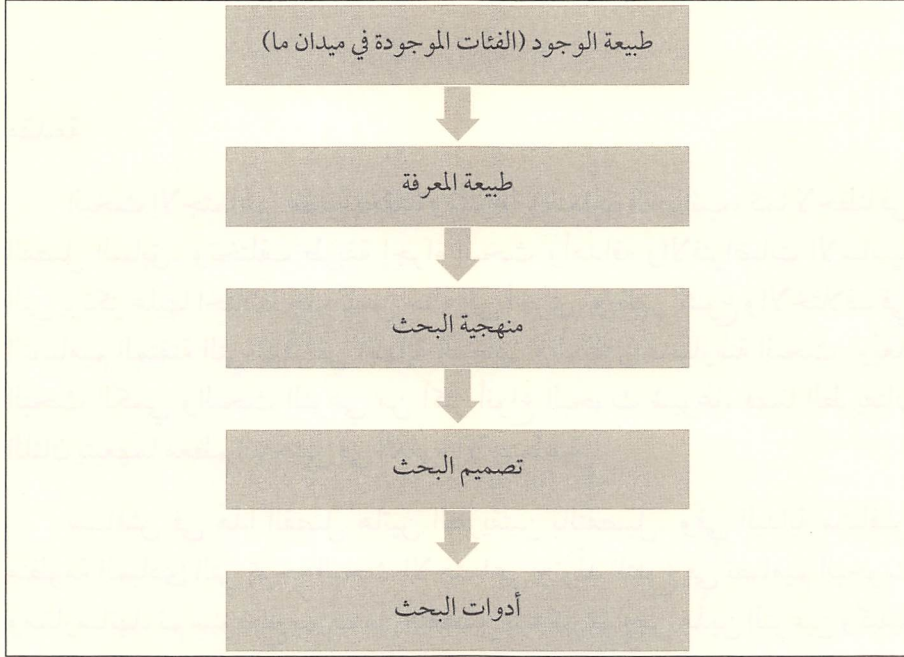 طبيعة الوجود (الفئات الموجودة في ميدان ما)
طبيعة المعرفة
منهجية البحث
تصميم البحث
أدوات البحث